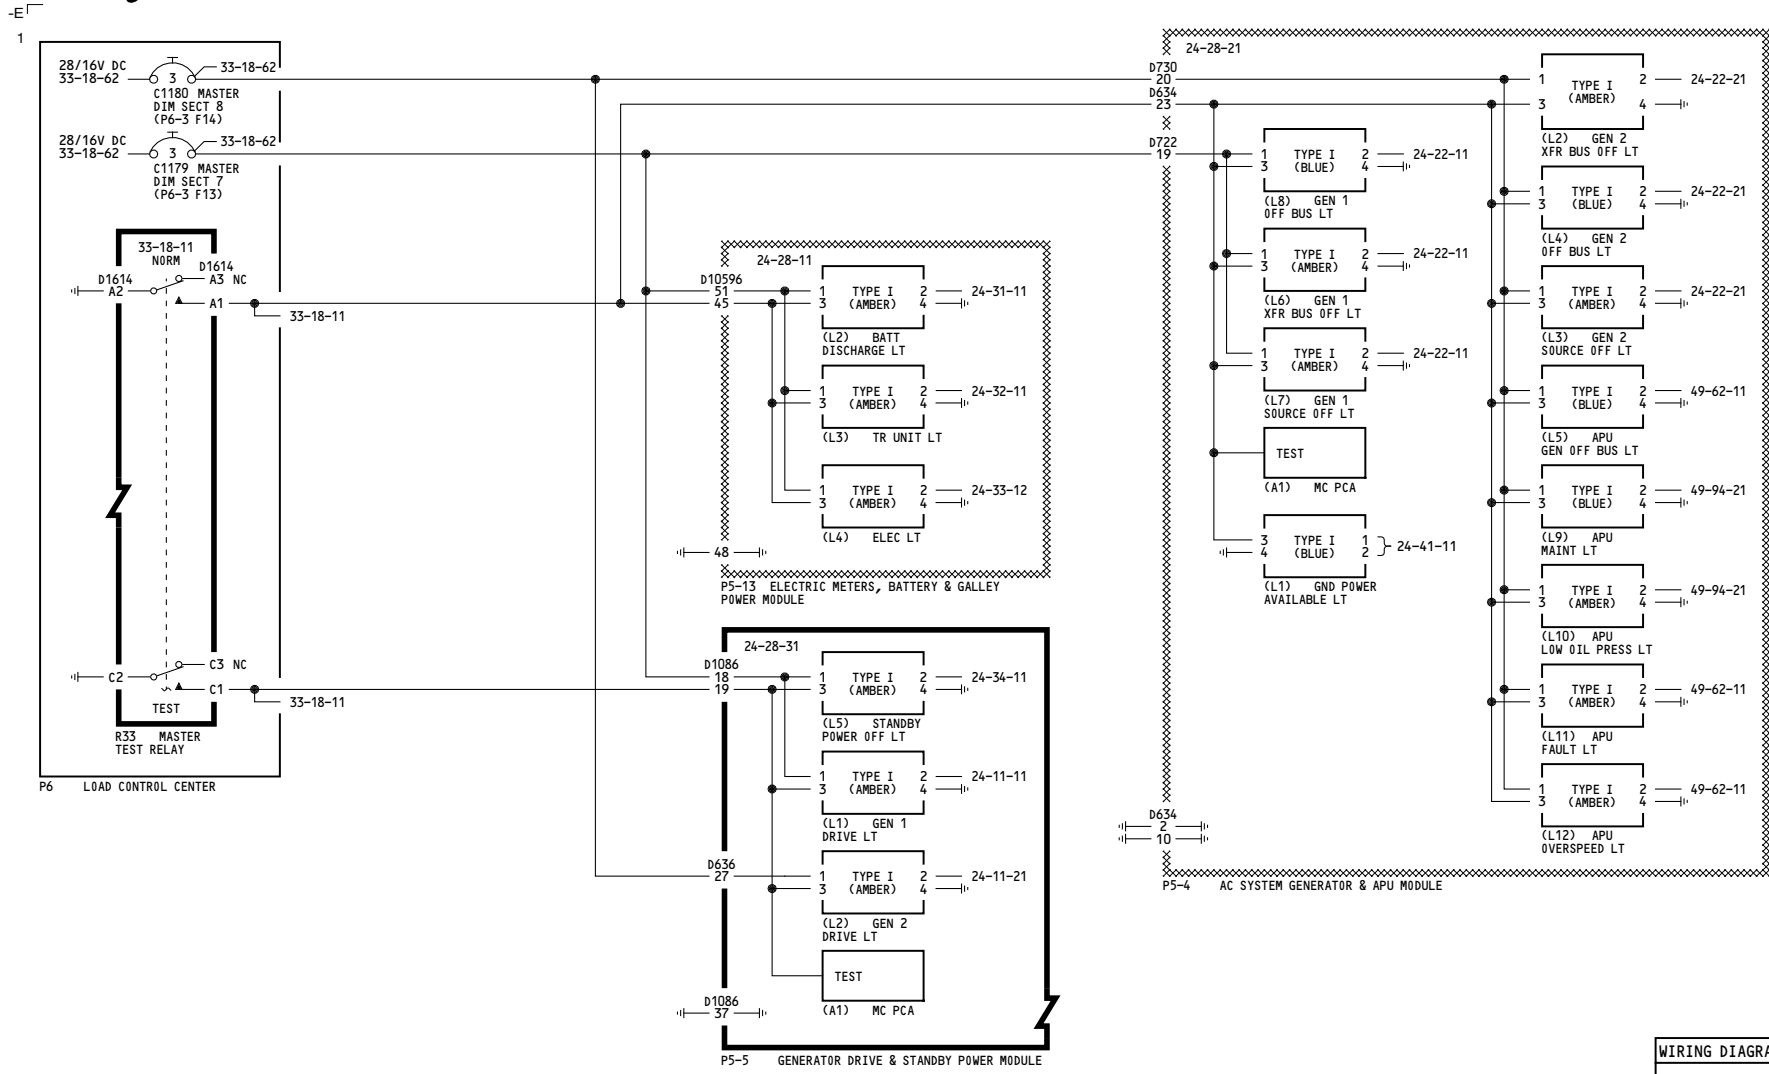 -E
1
28/16V DC
33-18-62
3
33-18-62
C1180 MASTER
DIM SECT 8
(P6-3 F14)
28/16V DC
33-18-62
3
33-18-62
C1179 MASTER
DIM SECT 7
(P6-3 F13)
33-18-11
NORM
D1614
A2
D1614
A3 NC
A1
33-18-11
C2
C3 NC
C1
33-18-11
TEST
R33 MASTER
TEST RELAY
P6 LOAD CONTROL CENTER
24-28-11
D10596
51
45
1 TYPE I 2 24-31-11
3 (AMBER) 4
(L2) BATT
DISCHARGE LT
1 TYPE I 2 24-32-11
3 (AMBER) 4
(L3) TR UNIT LT
1 TYPE I 2 24-33-12
3 (AMBER) 4
(L4) ELEC LT
48
P5-13 ELECTRIC METERS, BATTERY & GALLEY
POWER MODULE
24-28-31
D1086
18
19
1 TYPE I 2 24-34-11
3 (AMBER) 4
(L5) STANDBY
POWER OFF LT
1 TYPE I 2 24-11-11
3 (AMBER) 4
(L1) GEN 1
DRIVE LT
D636
27
1 TYPE I 2 24-11-21
3 (AMBER) 4
(L2) GEN 2
DRIVE LT
TEST
(A1) MC PCA
D1086
37
P5-5 GENERATOR DRIVE & STANDBY POWER MODULE
24-28-21
D730
20
D634
23
D722
19
1 TYPE I 2 24-22-11
3 (BLUE) 4
(L8) GEN 1
OFF BUS LT
1 TYPE I 2 24-22-11
3 (AMBER) 4
(L6) GEN 1
XFR BUS OFF LT
1 TYPE I 2 24-22-11
3 (AMBER) 4
(L7) GEN 1
SOURCE OFF LT
TEST
(A1) MC PCA
3 TYPE I 1
4 (BLUE) 2
24-41-11
(L1) GND POWER
AVAILABLE LT
1 TYPE I 2 24-22-21
3 (AMBER) 4
(L2) GEN 2
XFR BUS OFF LT
1 TYPE I 2 24-22-21
3 (BLUE) 4
(L4) GEN 2
OFF BUS LT
1 TYPE I 2 24-22-21
3 (AMBER) 4
(L3) GEN 2
SOURCE OFF LT
1 TYPE I 2 49-62-11
3 (BLUE) 4
(L5) APU
GEN OFF BUS LT
1 TYPE I 2 49-94-21
3 (BLUE) 4
(L9) APU
MAINT LT
1 TYPE I 2 49-94-21
3 (AMBER) 4
(L10) APU
LOW OIL PRESS LT
1 TYPE I 2 49-62-11
3 (AMBER) 4
(L11) APU
FAULT LT
1 TYPE I 2 49-62-11
3 (AMBER) 4
(L12) APU
OVERSPEED LT
D634
2
10
P5-4 AC SYSTEM GENERATOR & APU MODULE
WIRING DIAGRA